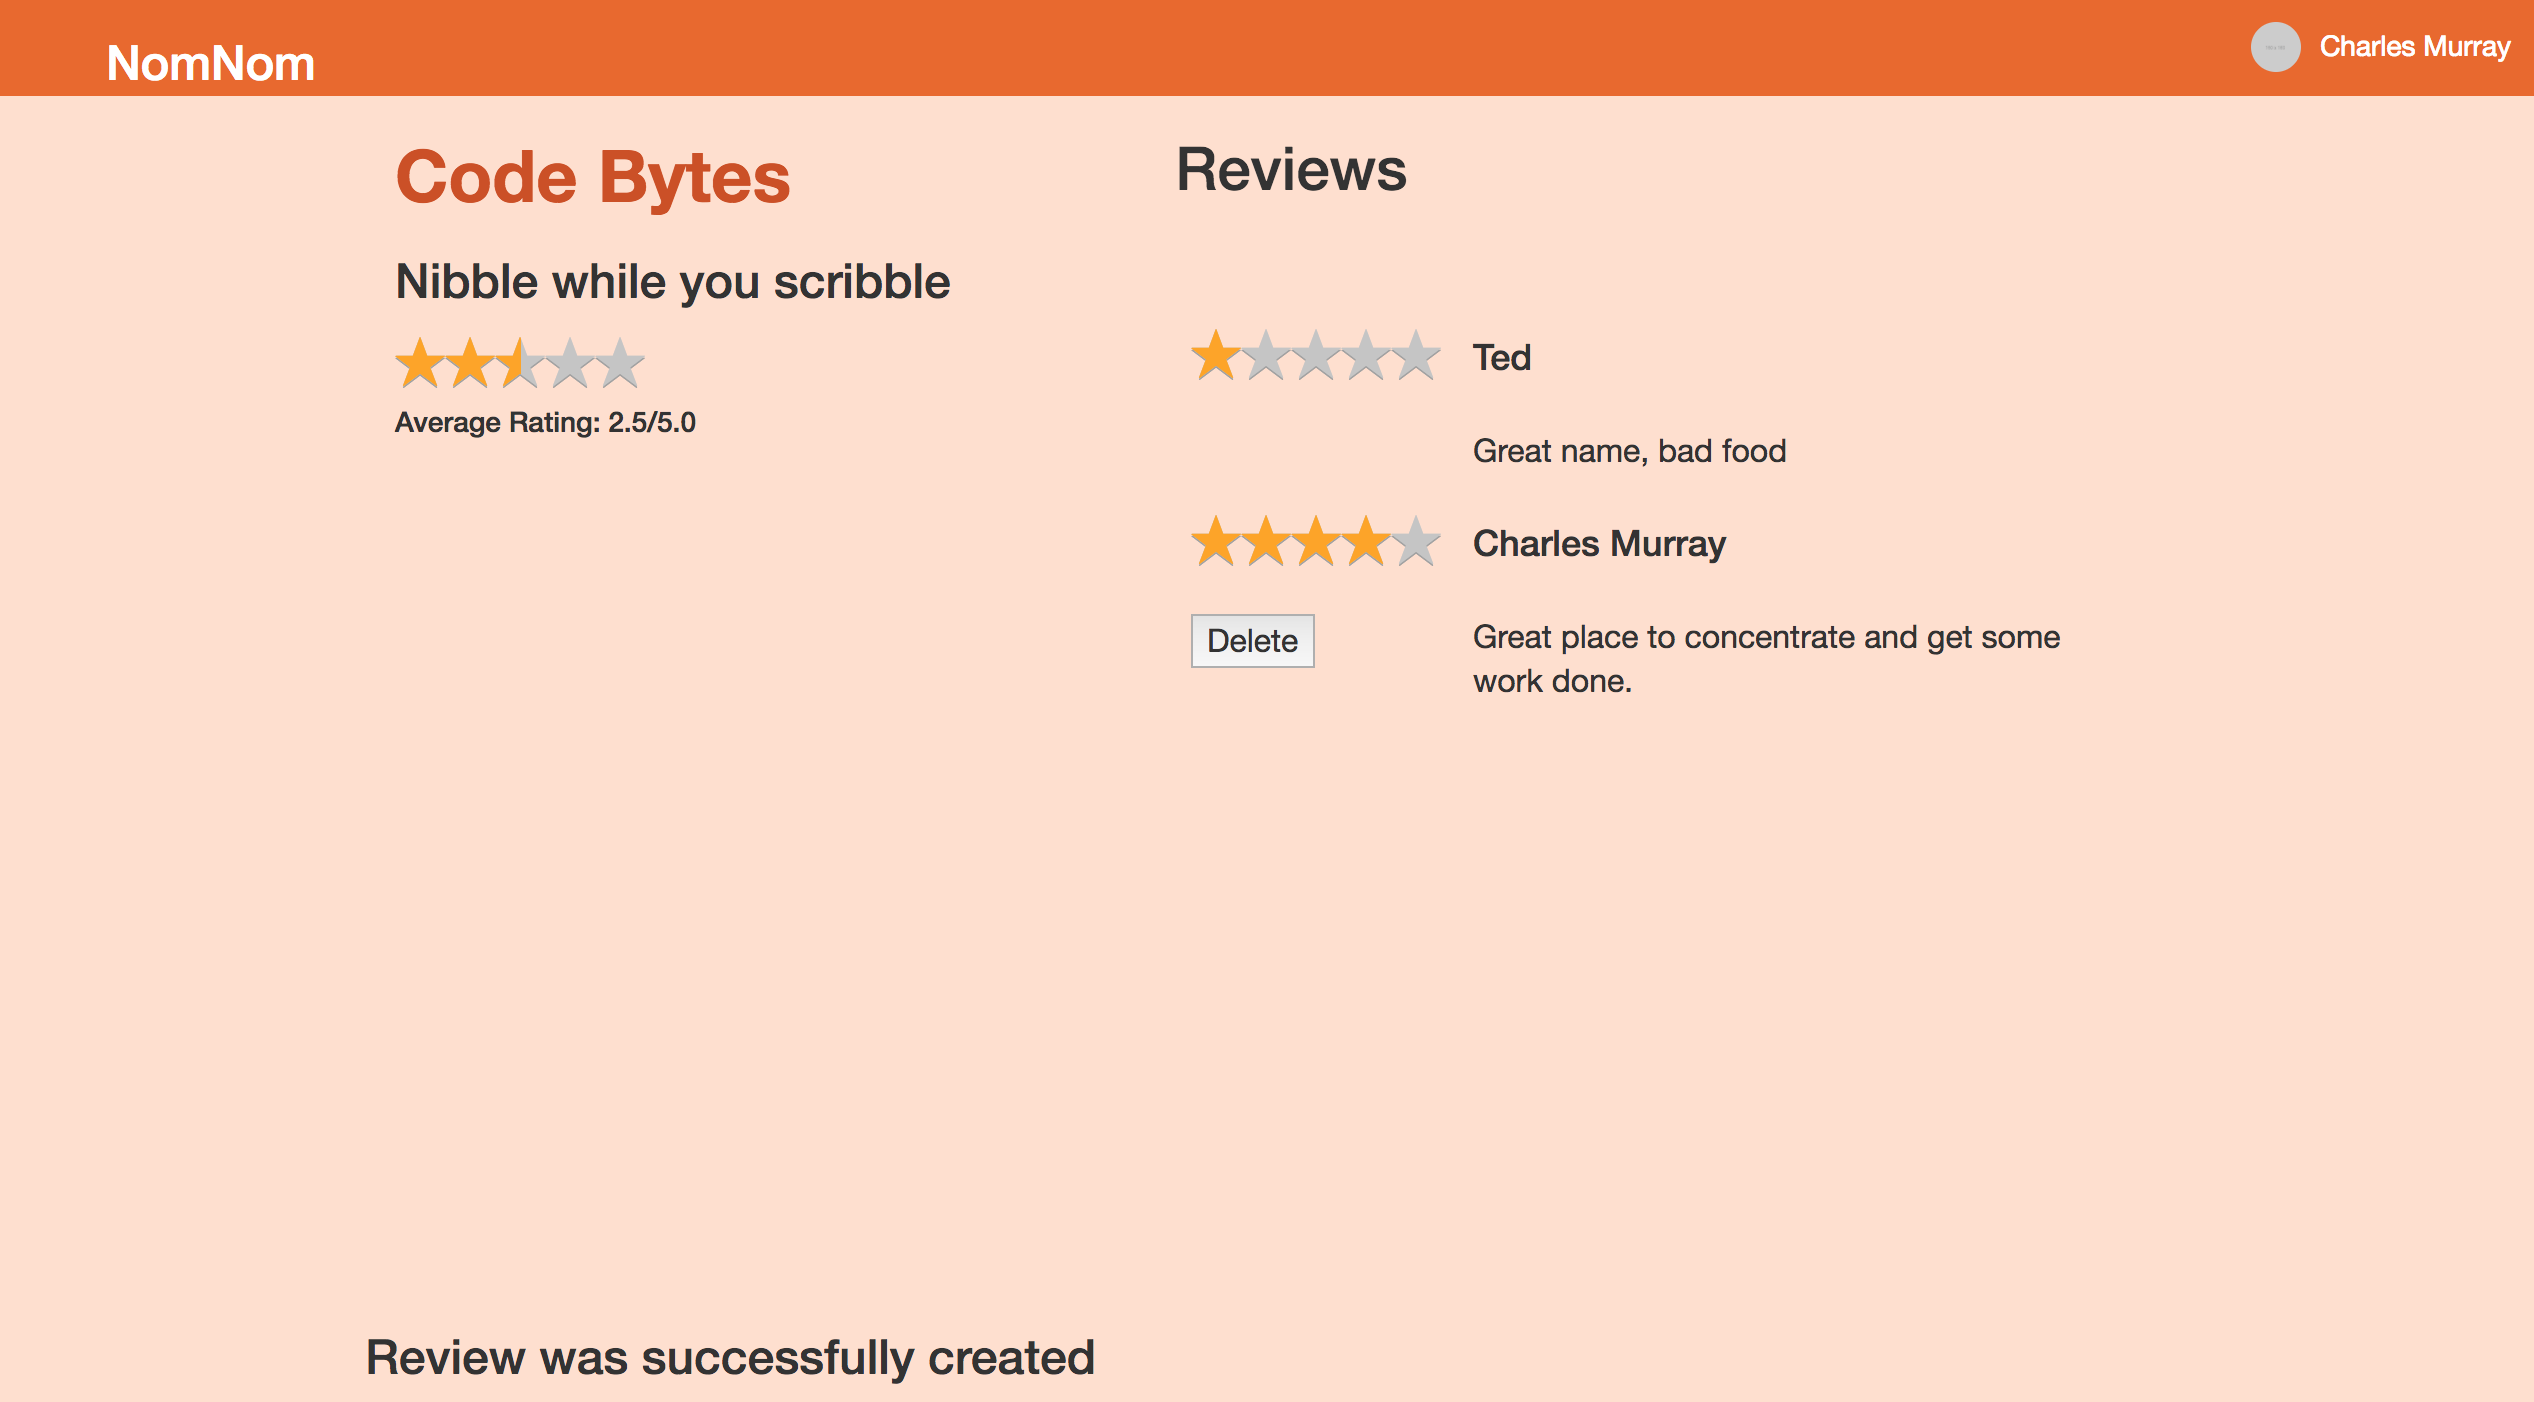 NomNom
Charles Murray
Code Bytes
Nibble while you scribble
Average Rating: 2.5/5.0
Reviews
Ted
Great name, bad food
Charles Murray
Delete
Great place to concentrate and get some
work done.
Review was successfully created